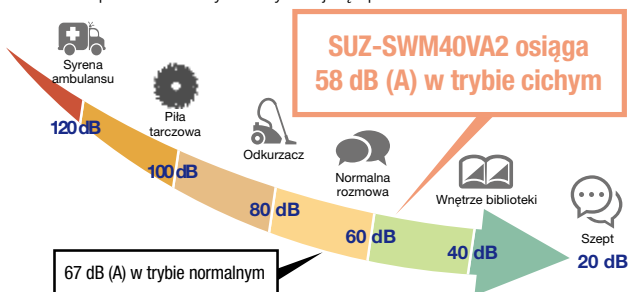 SUZ-SWM40VA2 osiąga
58 dB (A) w trybie cichym
Syrena
ambulansu
120 dB
Piła
tarczowa
100 dB
Odkurzacz
80 dB
Normalna
rozmowa
60 dB
Wnętrze biblioteki
40 dB
Szept
20 dB
67 dB (A) w trybie normalnym